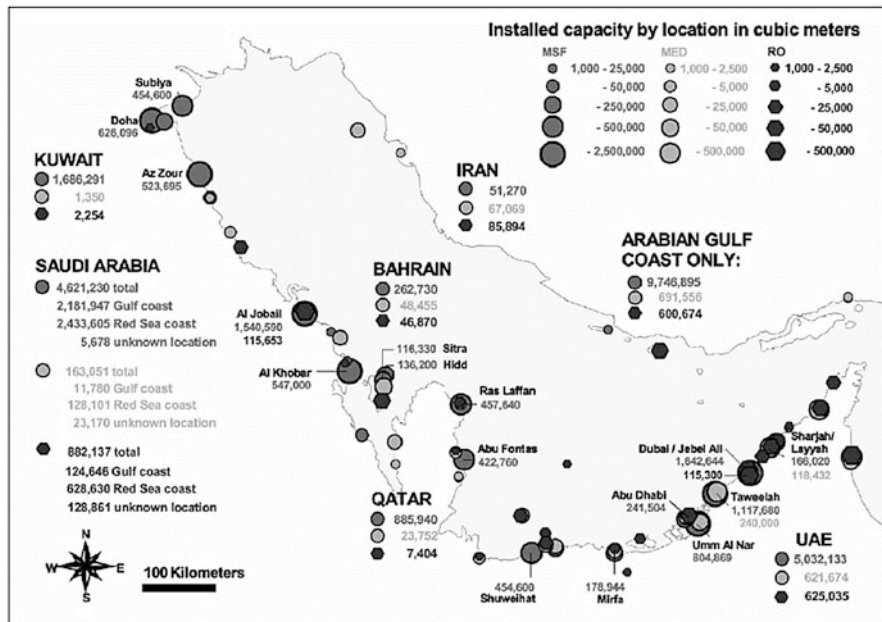 Installed capacity by location in cubic meters
MSF
1,000 - 25,000
- 50,000
- 250,000
- 500,000
- 2,500,000
MED
1,000 - 2,500
- 5,000
- 25,000
- 50,000
- 500,000
RO
1,000 - 2,500
- 5,000
- 25,000
- 50,000
- 500,000
Subiya
454,600
Doha
626,096
KUWAIT
1,686,291
1,350
2,254
Az Zour
523,695
IRAN
51,270
67,069
85,894
ARABIAN GULF
COAST ONLY:
9,746,895
691,556
600,674
SAUDI ARABIA
4,621,230 total
2,181,947 Gulf coast
2,433,605 Red Sea coast
5,678 unknown location
163,051 total
11,780 Gulf coast
128,101 Red Sea coast
23,170 unknown location
882,137 total
124,646 Gulf coast
628,630 Red Sea coast
128,861 unknown location
BAHRAIN
262,730
48,455
46,870
Al Jobail
1,540,590
115,653
116,330 Sitra
136,200 Hidd
Al Khobar
547,000
Ras Laffan
457,640
Abu Fontas
422,760
QATAR
885,940
23,752
7,404
Dubai / Jebel Ali
1,642,644
115,300
Sharjah/
Layyah
166,020
118,432
Abu Dhabi
241,504
Taweelah
1,117,680
240,000
Umm Al Nar
804,869
454,600
Shuweihat
178,944
Mirfa
UAE
5,032,133
621,674
625,035
N
W E
S
100 Kilometers